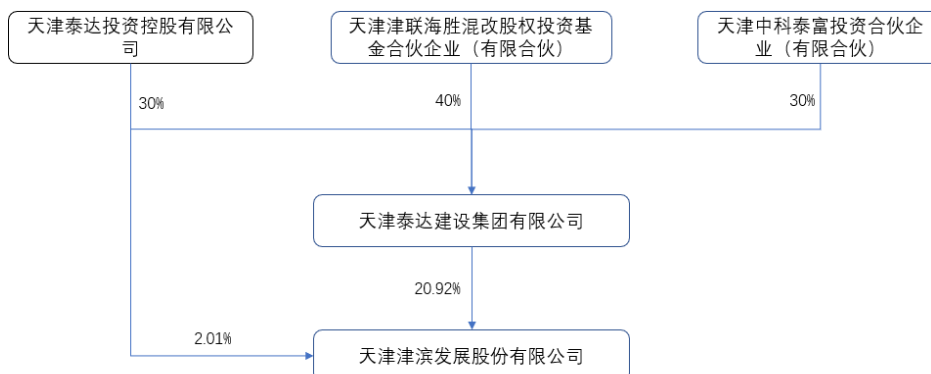 天津泰达投资控股有限公
司
天津津联海胜混改股权投资基
金合伙企业（有限合伙）
天津中科泰富投资合伙企
业（有限合伙）
30%
40%
30%
天津泰达建设集团有限公司
20.92%
2.01%
天津津滨发展股份有限公司